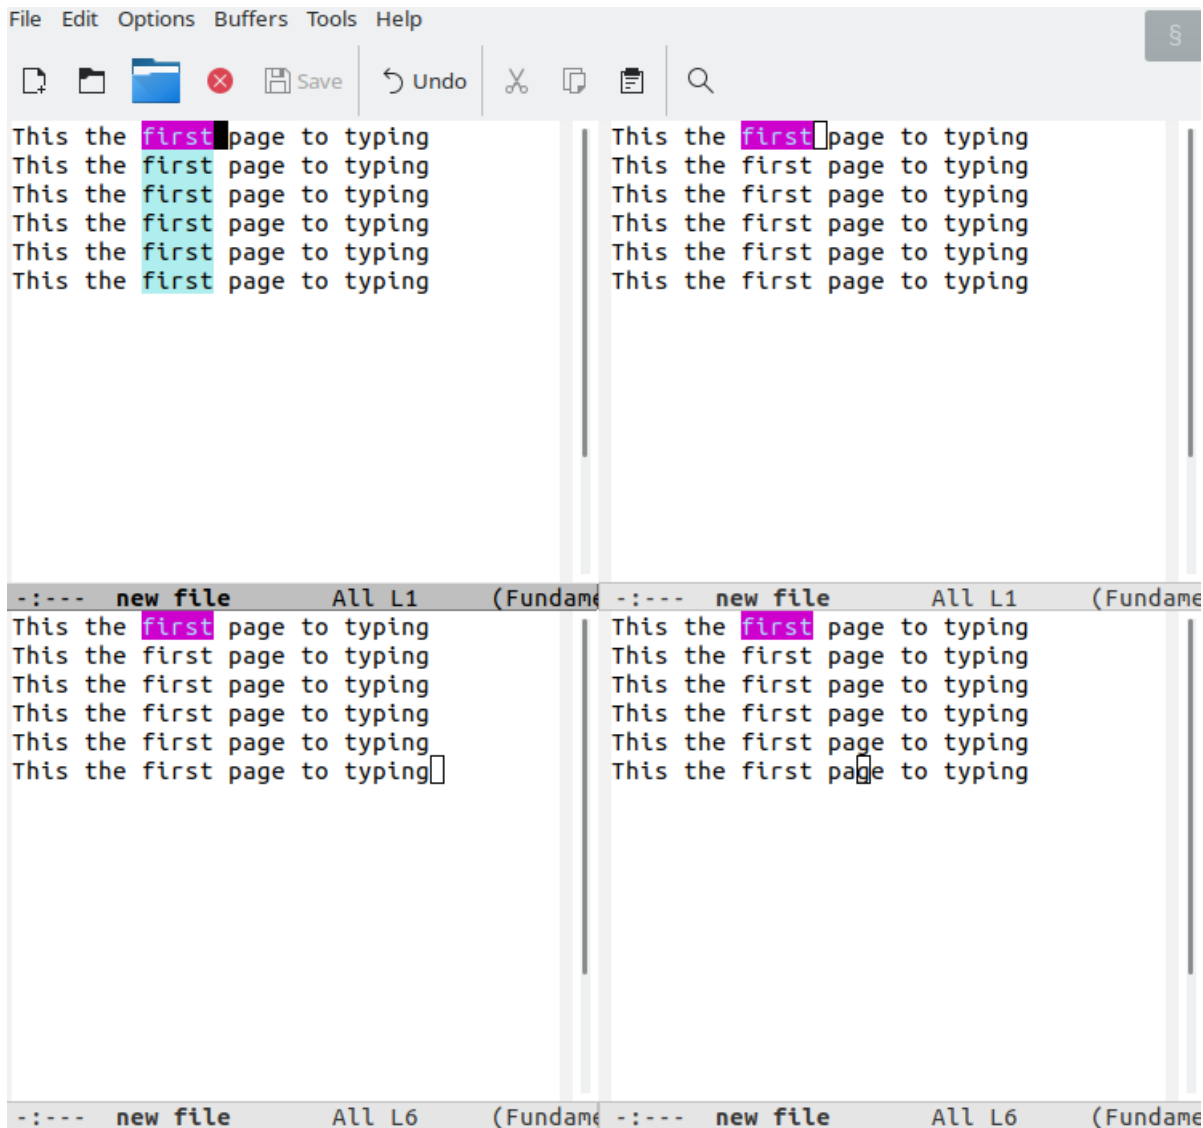 File Edit Options Buffers Tools Help
§
Save Undo
This the first page to typing
This the first page to typing
This the first page to typing
This the first page to typing
This the first page to typing
This the first page to typing
-:--- new file All L1 (Fundame
This the first page to typing
This the first page to typing
This the first page to typing
This the first page to typing
This the first page to typing
This the first page to typing
-:--- new file All L1 (Fundame
This the first page to typing
This the first page to typing
This the first page to typing
This the first page to typing
This the first page to typing
This the first page to typing
-:--- new file All L6 (Fundame
This the first page to typing
This the first page to typing
This the first page to typing
This the first page to typing
This the first page to typing
This the first page to typing
-:--- new file All L6 (Fundame